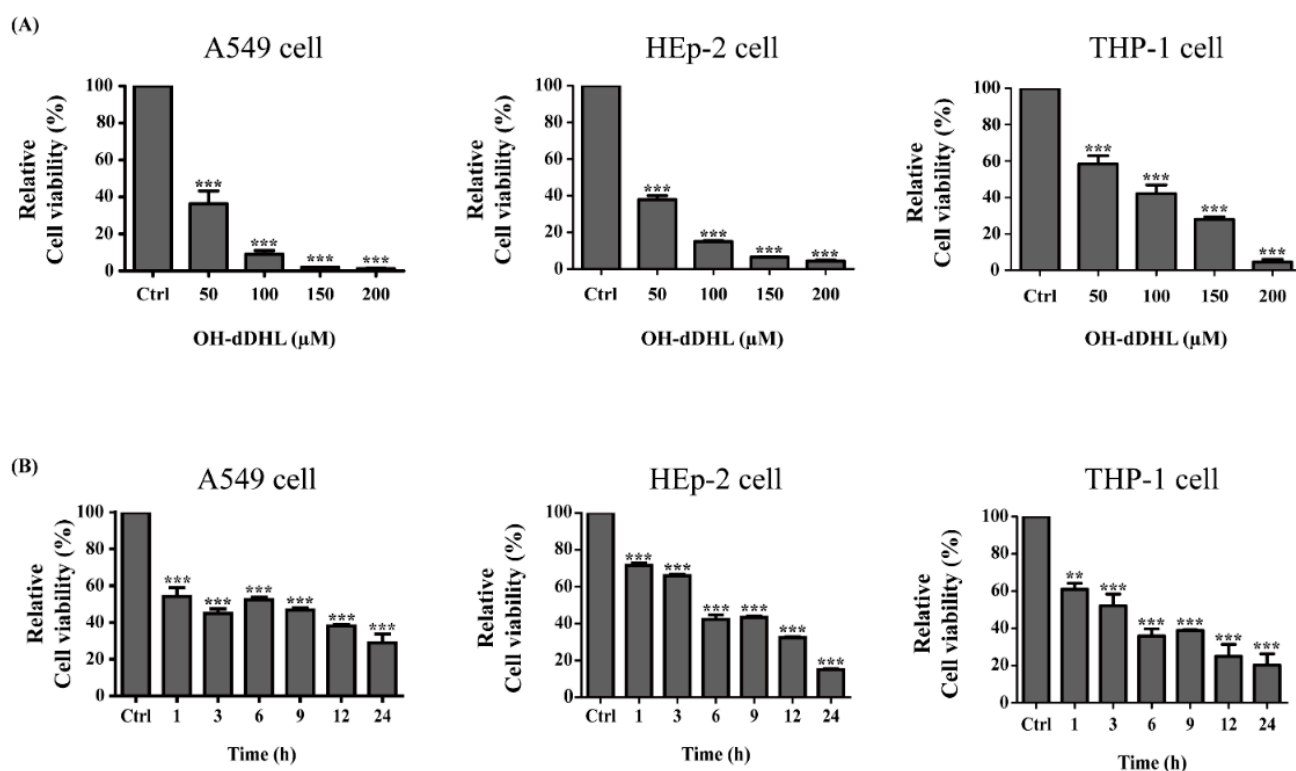 (A)
A549 cell
HEp-2 cell
THP-1 cell
Relative
Cell viability (%)
100
80
60
40
20
0
***
***
***
***
Ctrl 50 100 150 200
OH-dDHL (µM)
Relative
Cell viability (%)
100
80
60
40
20
0
***
***
***
***
Ctrl 50 100 150 200
OH-dDHL (µM)
Relative
Cell viability (%)
100
80
60
40
20
0
***
***
***
***
Ctrl 50 100 150 200
OH-dDHL (µM)
(B)
A549 cell
HEp-2 cell
THP-1 cell
Relative
Cell viability (%)
100
80
60
40
20
0
***
***
***
***
***
***
Ctrl 1 3 6 9 12 24
Time (h)
Relative
Cell viability (%)
100
80
60
40
20
0
***
***
***
***
***
***
Ctrl 1 3 6 9 12 24
Time (h)
Relative
Cell viability (%)
100
80
60
40
20
0
**
***
***
***
***
***
Ctrl 1 3 6 9 12 24
Time (h)